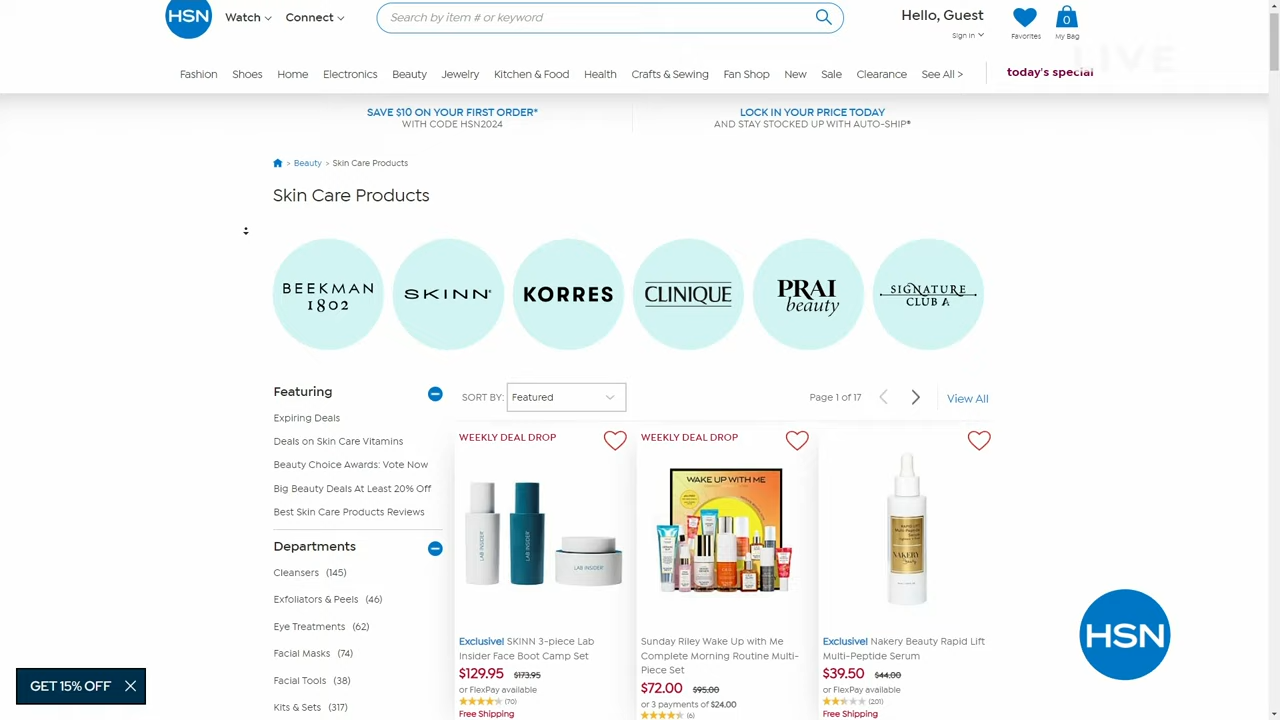 HSN
Watch
Connect
Search by item # or keyword
Hello, Guest
Sign In
Favorites
0
My Bag
LIVE
Fashion
Shoes
Home
Electronics
Beauty
Jewelry
Kitchen & Food
Health
Crafts & Sewing
Fan Shop
New
Sale
Clearance
See All >
today's special
SAVE $10 ON YOUR FIRST ORDER*
WITH CODE HSN2024
LOCK IN YOUR PRICE TODAY
AND STAY STOCKED UP WITH AUTO-SHIP®
> Beauty > Skin Care Products
Skin Care Products
BEEKMAN
1802
SKINN®
KORRES
CLINIQUE
PRAI
beauty
SIGNATURE
CLUB A
Featuring
Expiring Deals
Deals on Skin Care Vitamins
Beauty Choice Awards: Vote Now
Big Beauty Deals At Least 20% Off
Best Skin Care Products Reviews
Departments
Cleansers (145)
Exfoliators & Peels (46)
Eye Treatments (62)
Facial Masks (74)
Facial Tools (38)
Kits & Sets (317)
SORT BY: Featured
Page 1 of 17
View All
WEEKLY DEAL DROP
LAB INSIDER
LAB INSIDER
LAB INSIDER
Exclusive! SKINN 3-piece Lab
Insider Face Boot Camp Set
$129.95 $173.95
or FlexPay available
(70)
Free Shipping
WEEKLY DEAL DROP
WAKE UP WITH ME
Sunday Riley Wake Up with Me
Complete Morning Routine Multi-
Piece Set
$72.00 $95.00
or 3 payments of $24.00
(6)
NAKERY
Exclusive! Nakery Beauty Rapid Lift
Multi-Peptide Serum
$39.50 $44.00
or FlexPay available
(201)
Free Shipping
HSN
GET 15% OFF